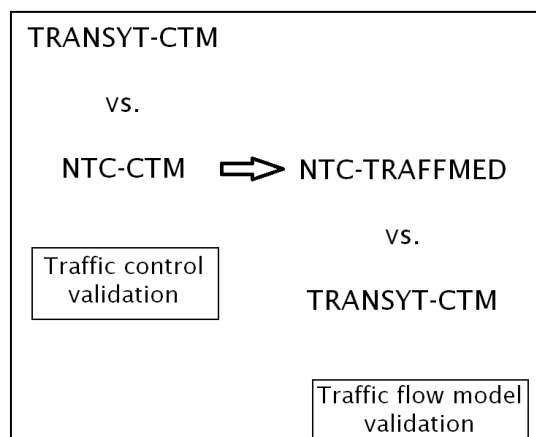 TRANSYT-CTM
vs.
NTC-CTM
Traffic control
validation
NTC-TRAFFMED
vs.
TRANSYT-CTM
Traffic flow model
validation